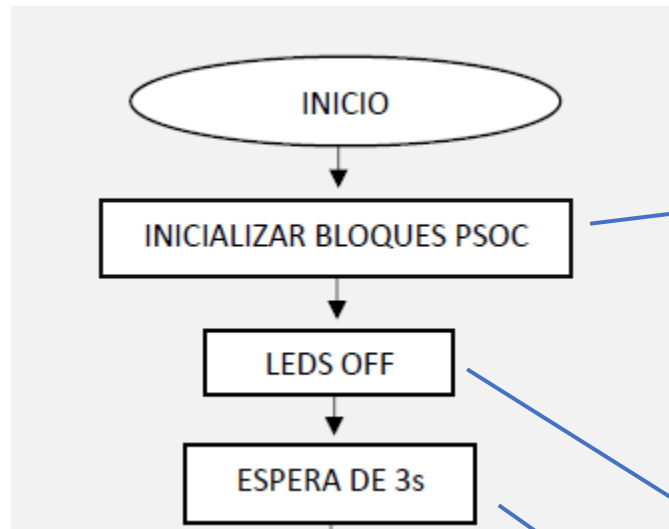 INICIO
INICIALIZAR BLOQUES PSOC
LEDS OFF
ESPERA DE 3s